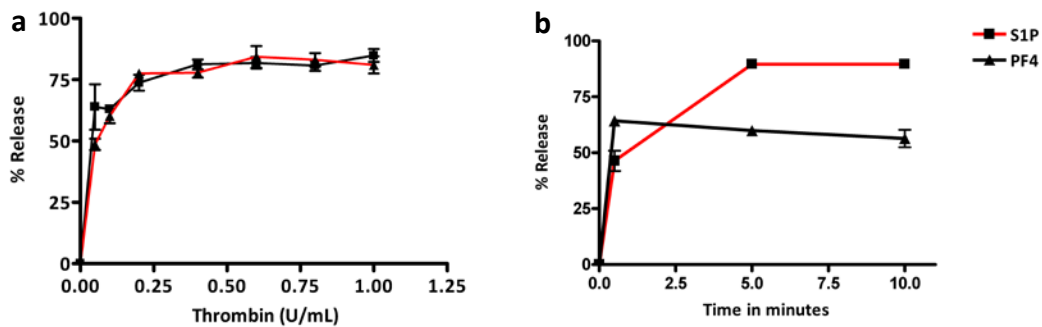 a
100
75
50
25
0
% Release
0.00 0.25 0.50 0.75 1.00 1.25
Thrombin (U/mL)
b
100
75
50
25
0
% Release
0.0 2.5 5.0 7.5 10.0
Time in minutes
S1P
PF4